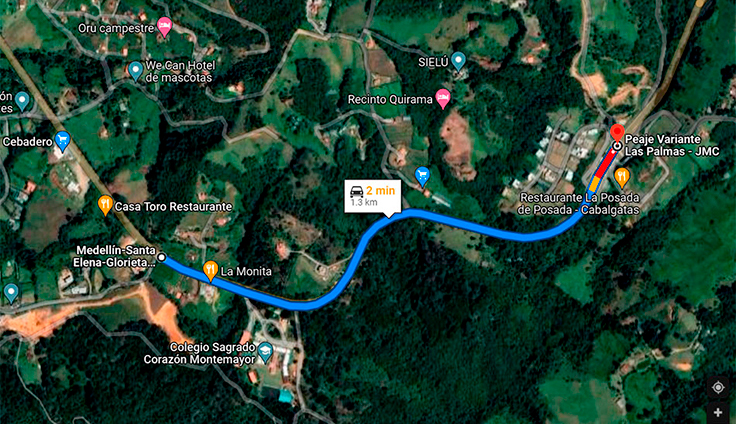 Oru campestre
We Can Hotel
de mascotas
SIELÚ
Recinto Quirama
ón
es
Cebadero
Peaje Variante
Las Palmas - JMC
2 min
1.3 km
Restaurante La Posada
de Posada - Cabalgatas
Casa Toro Restaurante
Medellín-Santa
Elena-Glorieta...
La Monita
Colegio Sagrado
Corazón Montemayor